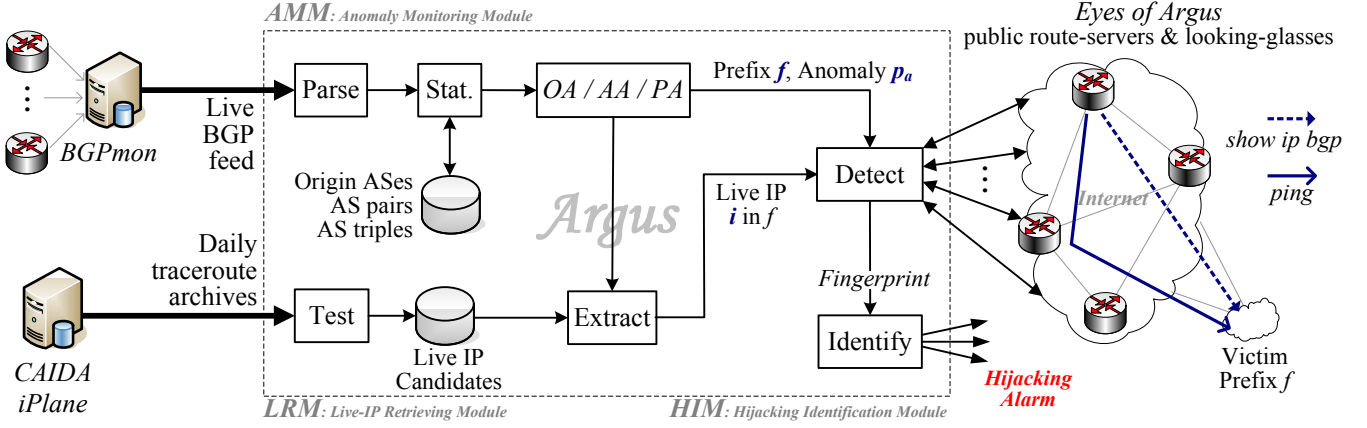 AMM: Anomaly Monitoring Module
Eyes of Argus
public route-servers & looking-glasses
BGPmon
Live
BGP
feed
Parse
Stat.
OA / AA / PA
Prefix f, Anomaly pa
Origin ASes
AS pairs
AS triples
Argus
Live IP
i in f
Detect
Internet
show ip bgp
ping
Daily
traceroute
archives
CAIDA
iPlane
Test
Live IP
Candidates
Extract
Fingerprint
Identify
Hijacking
Alarm
Victim
Prefix f
LRM: Live-IP Retrieving Module
HIM: Hijacking Identification Module